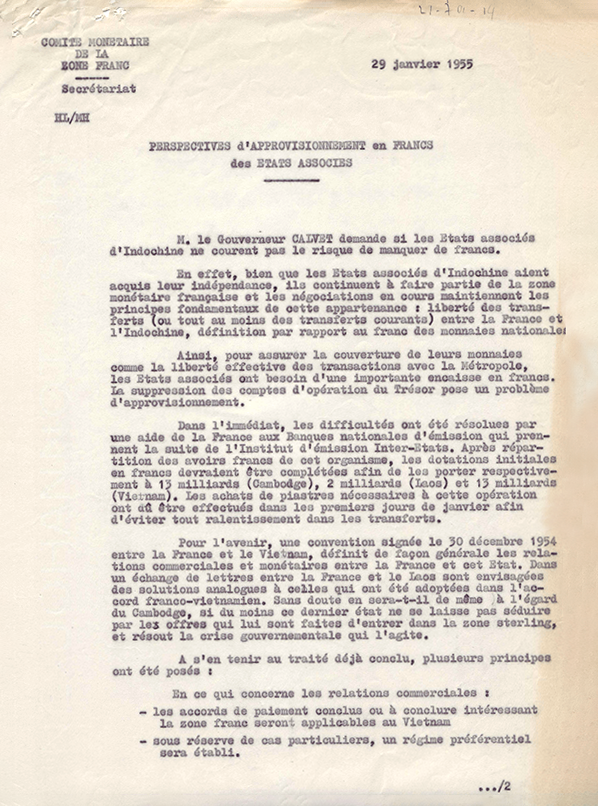 COMITE MONETAIRE
DE LA
ZONE FRANC
Secrétariat
HL/MH
29 janvier 1955
PERSPECTIVES d'APPROVISIONNEMENT en FRANCS
des ETATS ASSOCIES
M. le Gouverneur CALVET demande si les Etats associés
d'Indochine ne courent pas le risque de manquer de francs.
En effet, bien que les Etats associés d'Indochine aient
acquis leur indépendance, ils continuent à faire partie de la zone
monétaire française et les négociations en cours maintiennent les
principes fondamentaux de cette appartenance : liberté des trans-
ferts (ou tout au moins des transferts courants) entre la France et
l'Indochine, définition par rapport au franc des monnaies nationale
Ainsi, pour assurer la couverture de leurs monnaies
comme la liberté effective des transactions avec la Métropole,
les Etats associés ont besoin d'une importante encaisse en francs.
La suppression des comptes d'opération du Trésor pose un problème
d'approvisionnement.
Dans l'immédiat, les difficultés ont été résolues par
une aide de la France aux Banques nationales d'émission qui pren-
nent la suite de l'Institut d'émission Inter-Etats. Après répar-
tition des avoirs francs de cet organisme, les dotations initiales
en francs devraient être complétées afin de les porter respective-
ment à 13 milliards (Cambodge), 2 milliards (Laos) et 13 milliards
(Vietnam). Les achats de piastres nécessaires à cette opération
ont dû être effectués dans les premiers jours de janvier afin
d'éviter tout ralentissement dans les transferts.
Pour l'avenir, une convention signée le 30 décembre 1954
entre la France et le Vietnam, définit de façon générale les rela-
tions commerciales et monétaires entre la France et cet Etat. Dans
un échange de lettres entre la France et le Laos sont envisagées
des solutions analogues à celles qui ont été adoptées dans l'ac-
cord franco-vietnamien. Sans doute en sera-t-il de même à l'égard
du Cambodge, si du moins ce dernier état ne se laisse pas séduire
par les offres qui lui sont faites d'entrer dans la zone sterling,
et résout la crise gouvernementale qui l'agite.
A s'en tenir au traité déjà conclu, plusieurs principes
ont été posés :
En ce qui concerne les relations commerciales :
- les accords de paiement conclus ou à conclure intéressant
la zone franc seront applicables au Vietnam
- sous réserve de cas particuliers, un régime préférentiel
sera établi.
.../2